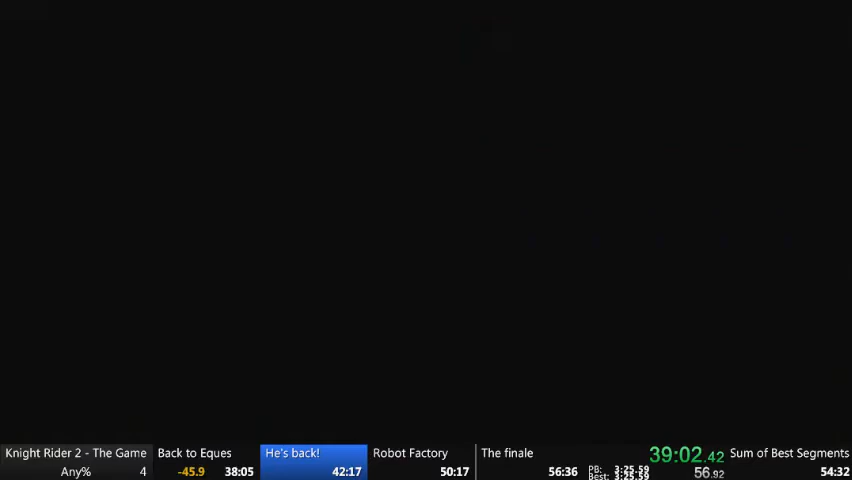 Knight Rider 2 - The Game
Any% 4
Back to Eques
-45.9 38:05
He's back!
42:17
Robot Factory
50:17
The finale
56:36
PB: 3:25.59
Best: 3:25.59
39:02.42
56.92
Sum of Best Segments
54:32